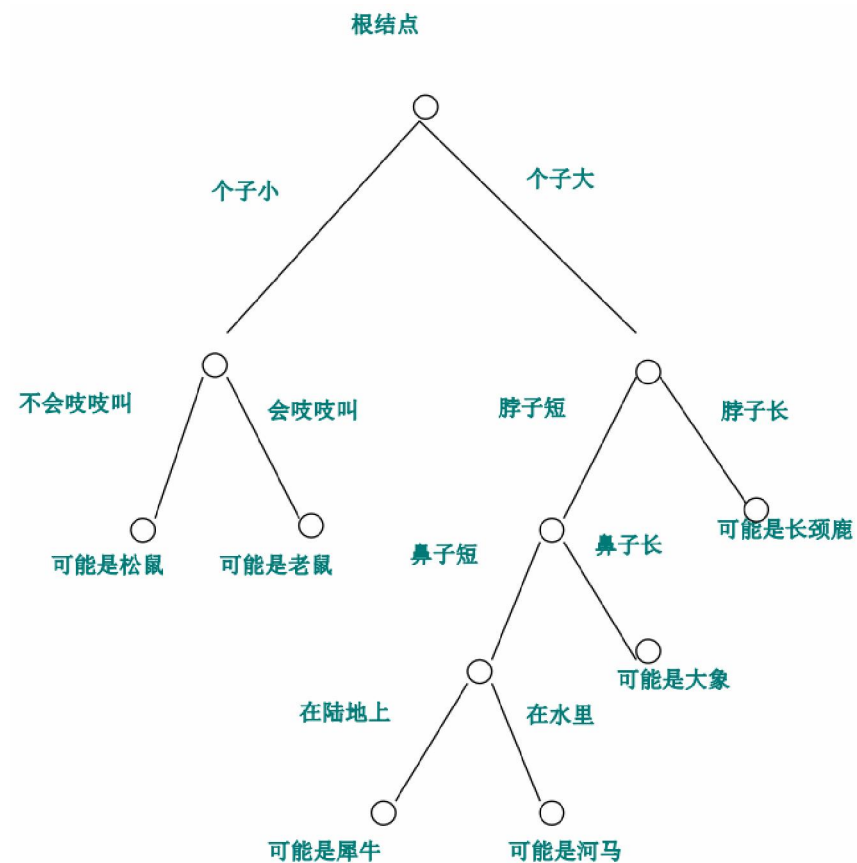 根结点
个子小
个子大
不会吱吱叫
会吱吱叫
脖子短
脖子长
可能是松鼠
可能是老鼠
鼻子短
鼻子长
可能是长颈鹿
可能是大象
在陆地上
在水里
可能是犀牛
可能是河马